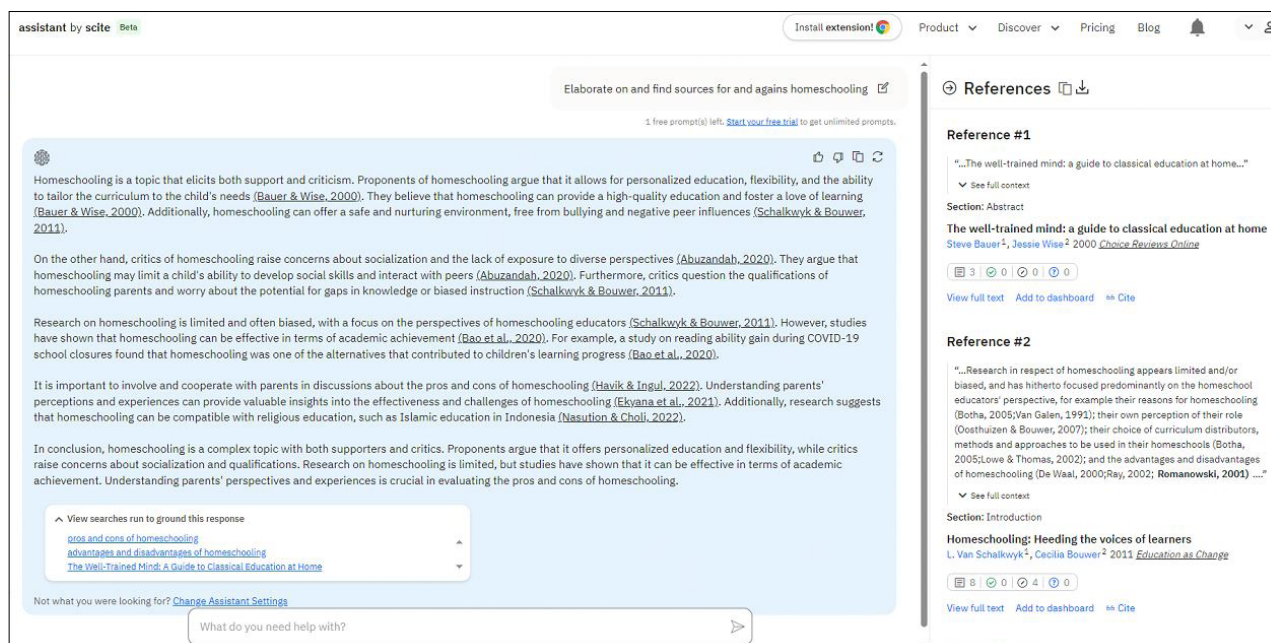 assistant by scite Beta
Install extension!
Product
Discover
Pricing
Blog
Elaborate on and find sources for and agains homeschooling
1 free prompt(s) left. Start your free trial to get unlimited prompts.
Homeschooling is a topic that elicits both support and criticism. Proponents of homeschooling argue that it allows for personalized education, flexibility, and the ability
to tailor the curriculum to the child's needs (Bauer & Wise, 2000). They believe that homeschooling can provide a high-quality education and foster a love of learning
(Bauer & Wise, 2000). Additionally, homeschooling can offer a safe and nurturing environment, free from bullying and negative peer influences (Schalkwyk & Bouwer,
2011).
On the other hand, critics of homeschooling raise concerns about socialization and the lack of exposure to diverse perspectives (Abuzandah, 2020). They argue that
homeschooling may limit a child's ability to develop social skills and interact with peers (Abuzandah, 2020). Furthermore, critics question the qualifications of
homeschooling parents and worry about the potential for gaps in knowledge or biased instruction (Schalkwyk & Bouwer, 2011).
Research on homeschooling is limited and often biased, with a focus on the perspectives of homeschooling educators (Schalkwyk & Bouwer, 2011). However, studies
have shown that homeschooling can be effective in terms of academic achievement (Bao et al., 2020). For example, a study on reading ability gain during COVID-19
school closures found that homeschooling was one of the alternatives that contributed to children's learning progress (Bao et al., 2020).
It is important to involve and cooperate with parents in discussions about the pros and cons of homeschooling (Havik & Ingul, 2022). Understanding parents'
perceptions and experiences can provide valuable insights into the effectiveness and challenges of homeschooling (Ekyana et al., 2021). Additionally, research suggests
that homeschooling can be compatible with religious education, such as Islamic education in Indonesia (Nasution & Choli, 2022).
In conclusion, homeschooling is a complex topic with both supporters and critics. Proponents argue that it offers personalized education and flexibility, while critics
raise concerns about socialization and qualifications. Research on homeschooling is limited, but studies have shown that it can be effective in terms of academic
achievement. Understanding parents' perspectives and experiences is crucial in evaluating the pros and cons of homeschooling.
View searches run to ground this response
pros and cons of homeschooling
advantages and disadvantages of homeschooling
The Well-Trained Mind: A Guide to Classical Education at Home
Not what you were looking for? Change Assistant Settings
What do you need help with?
References
Reference #1
"...The well-trained mind: a guide to classical education at home..."
See full context
Section: Abstract
The well-trained mind: a guide to classical education at home
Steve Bauer1, Jessie Wise2 2000 Choice Reviews Online
3 0 0 0
View full text Add to dashboard Cite
Reference #2
"...Research in respect of homeschooling appears limited and/or
biased, and has hitherto focused predominantly on the homeschool
educators' perspective, for example their reasons for homeschooling
(Botha, 2005;Van Galen, 1991); their own perception of their role
(Oosthuizen & Bouwer, 2007); their choice of curriculum distributors,
methods and approaches to be used in their homeschools (Botha,
2005;Lowe & Thomas, 2002); and the advantages and disadvantages
of homeschooling (De Waal, 2000;Ray, 2002; Romanowski, 2001) ...."
See full context
Section: Introduction
Homeschooling: Heeding the voices of learners
L. Van Schalkwyk1, Cecilia Bouwer2 2011 Education as Change
8 0 4 0
View full text Add to dashboard Cite